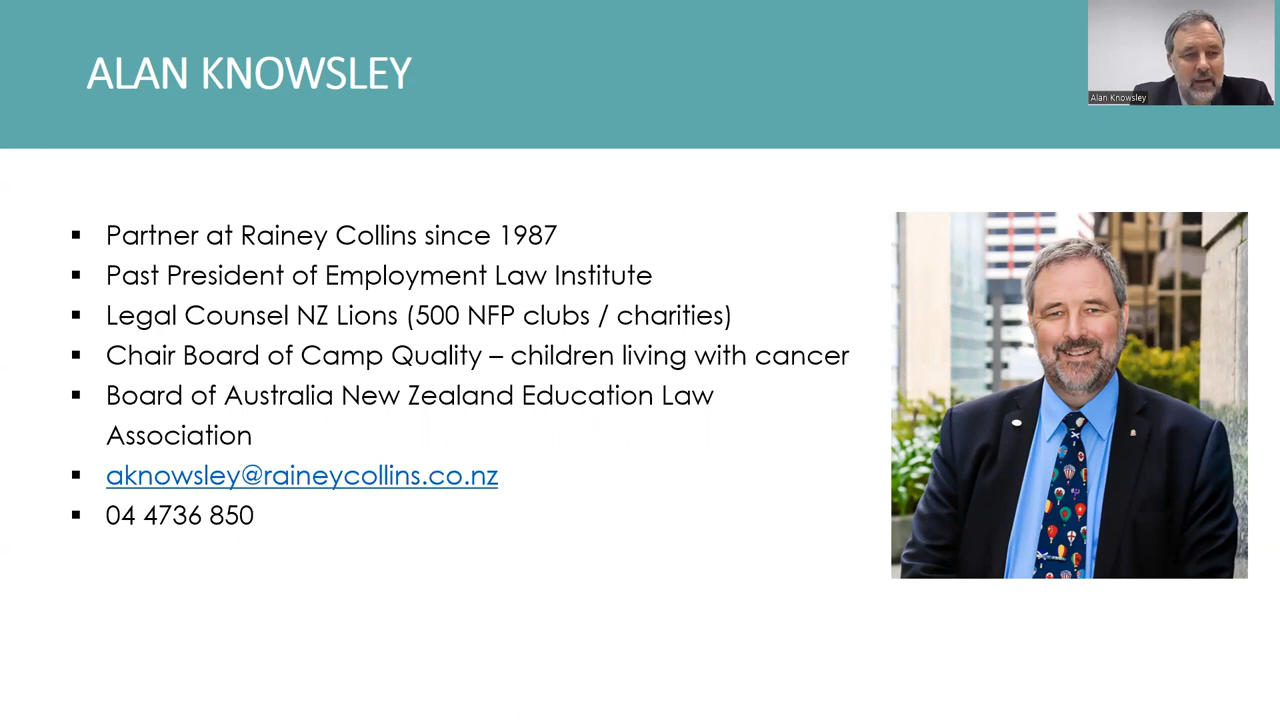 ALAN KNOWSLEY
Alan Knowsley
▪ Partner at Rainey Collins since 1987
▪ Past President of Employment Law Institute
▪ Legal Counsel NZ Lions (500 NFP clubs / charities)
▪ Chair Board of Camp Quality – children living with cancer
▪ Board of Australia New Zealand Education Law
Association
▪ aknowsley@raineycollins.co.nz
▪ 04 4736 850